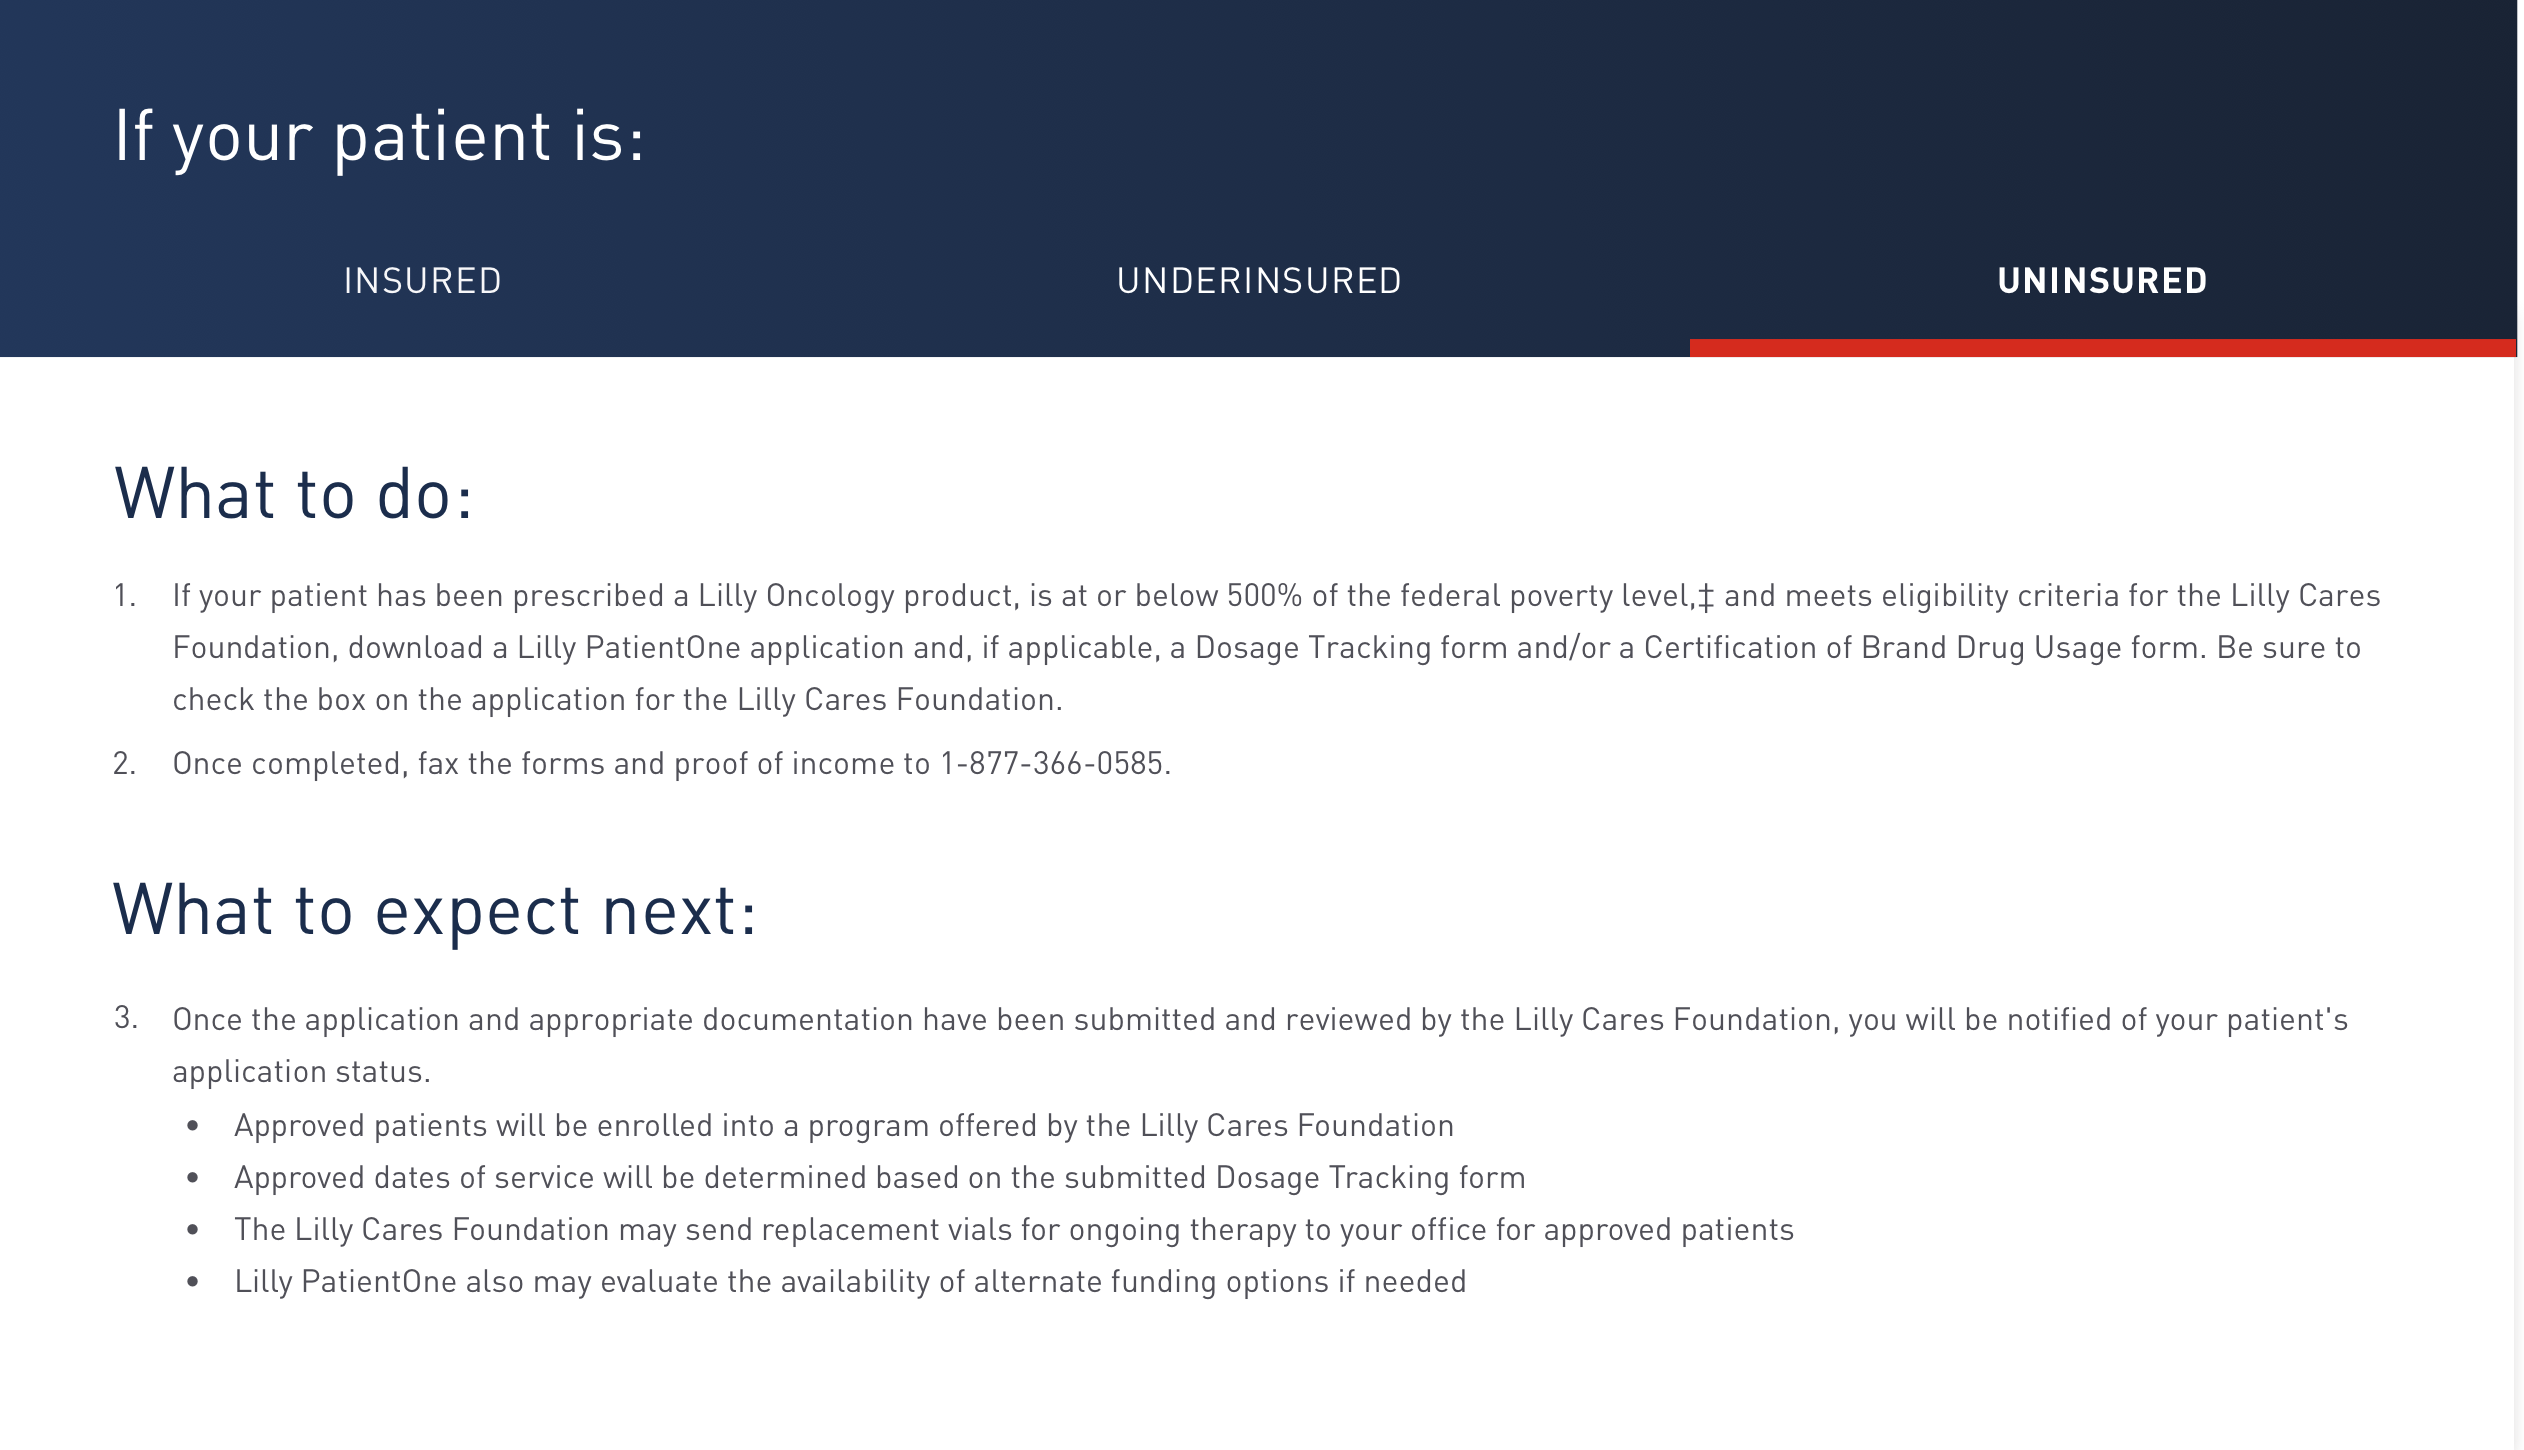 If your patient is:
INSURED
UNDERINSURED
UNINSURED
What to do:
1. If your patient has been prescribed a Lilly Oncology product, is at or below 500% of the federal poverty level,‡ and meets eligibility criteria for the Lilly Cares
Foundation, download a Lilly PatientOne application and, if applicable, a Dosage Tracking form and/or a Certification of Brand Drug Usage form. Be sure to
check the box on the application for the Lilly Cares Foundation.
2. Once completed, fax the forms and proof of income to 1-877-366-0585.
What to expect next:
3. Once the application and appropriate documentation have been submitted and reviewed by the Lilly Cares Foundation, you will be notified of your patient's
application status.
• Approved patients will be enrolled into a program offered by the Lilly Cares Foundation
• Approved dates of service will be determined based on the submitted Dosage Tracking form
• The Lilly Cares Foundation may send replacement vials for ongoing therapy to your office for approved patients
• Lilly PatientOne also may evaluate the availability of alternate funding options if needed